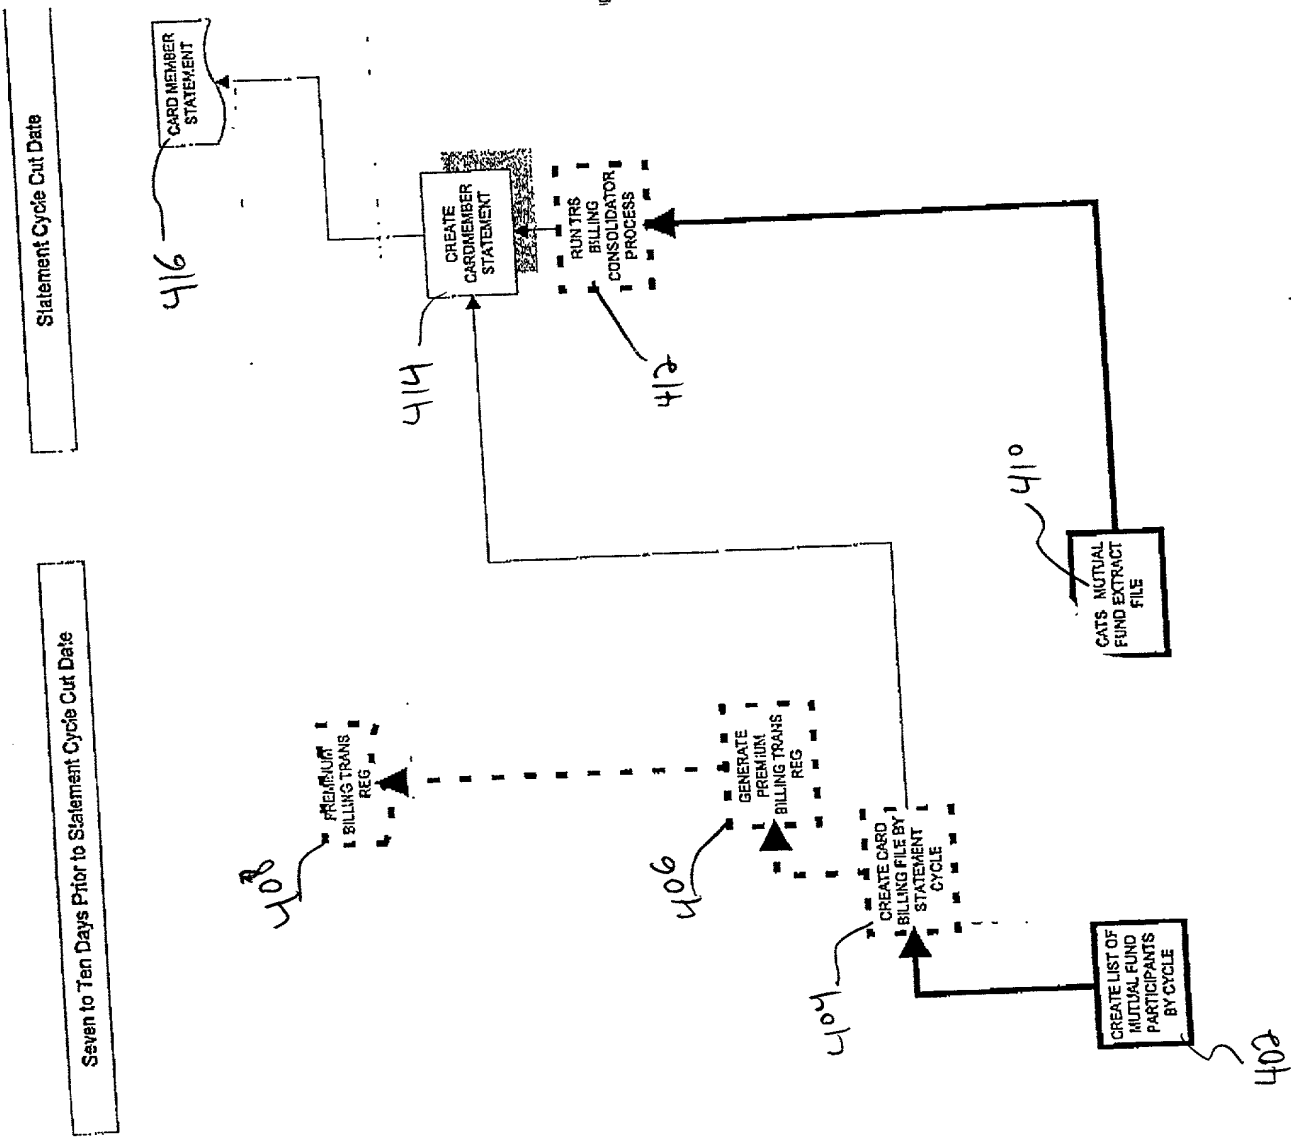 Seven to Ten Days Prior to Statement Cycle Cut Date
Statement Cycle Cut Date
416
CARD MEMBER
STATEMENT
414
CREATE
CARDMEMBER
STATEMENT
412
RUN TRS
BILLING
CONSOLIDATOR
PROCESS
408
PREMINUM
BILLING TRANS
REG
406
GENERATE
PREMIUM
BILLING TRANS
REG
404
CREATE CARD
BILLING FILE BY
STATEMENT
CYCLE
410
CATS MUTUAL
FUND EXTRACT
FILE
402
CREATE LIST OF
MUTUAL FUND
PARTICIPANTS
BY CYCLE